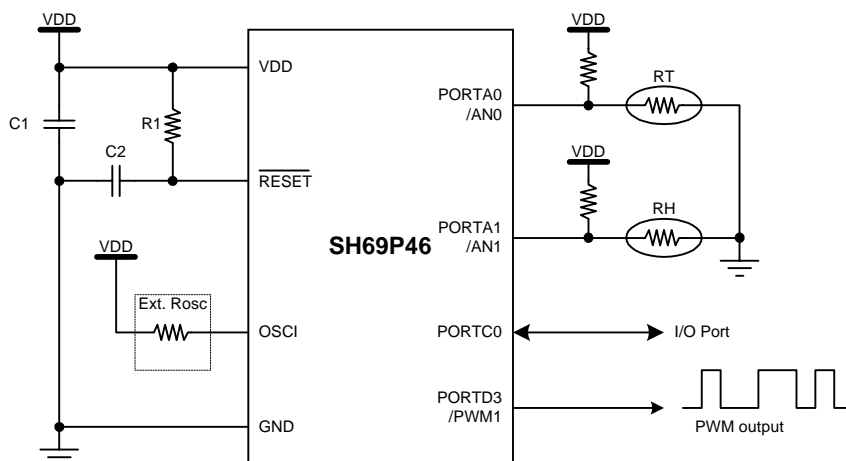 VDD
VDD
VDD
RT
PORTA0
/AN0
C1
R1
C2
RESET
VDD
RH
PORTA1
/AN1
SH69P46
VDD
Ext. Rosc
OSCI
PORTC0
I/O Port
PORTD3
/PWM1
GND
PWM output